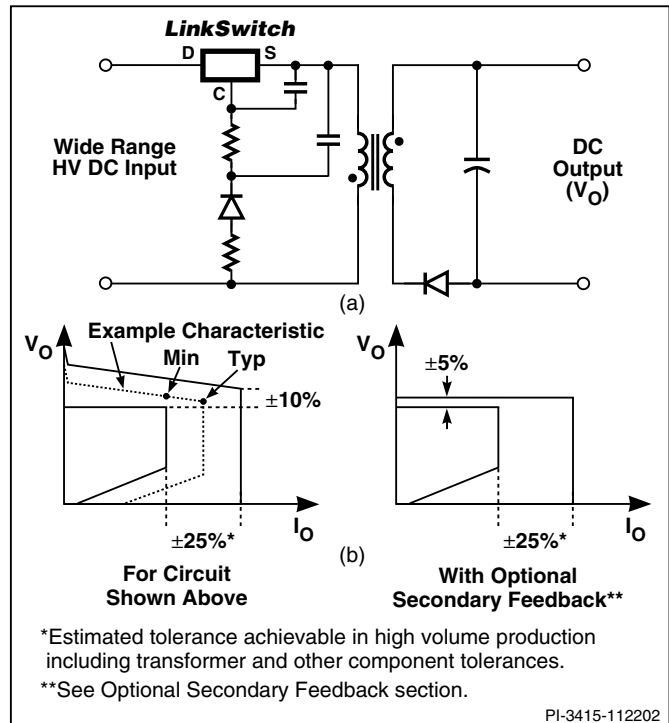 LinkSwitch
D
S
C
Wide Range
HV DC Input
DC
Output
(VO)
(a)
VO
Example Characteristic
Min
Typ
±10%
IO
±25%*
For Circuit
Shown Above
(b)
VO
±5%
IO
±25%*
With Optional
Secondary Feedback**
*Estimated tolerance achievable in high volume production
including transformer and other component tolerances.
**See Optional Secondary Feedback section.
PI-3415-112202